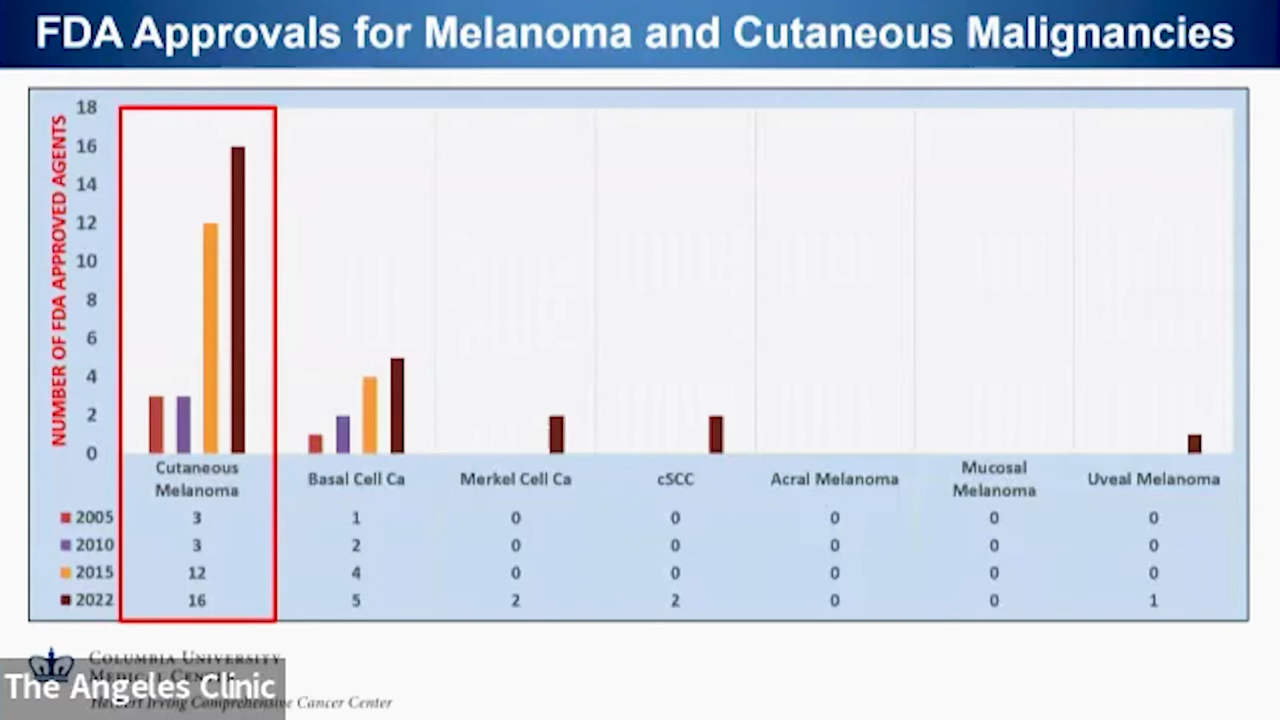 FDA Approvals for Melanoma and Cutaneous Malignancies
NUMBER OF FDA APPROVED AGENTS
18
16
14
12
10
8
6
4
2
0
Cutaneous Melanoma
Basal Cell Ca
Merkel Cell Ca
cSCC
Acral Melanoma
Mucosal Melanoma
Uveal Melanoma
2005 3 1 0 0 0 0 0
2010 3 2 0 0 0 0 0
2015 12 4 0 0 0 0 0
2022 16 5 2 2 0 0 1
COLUMBIA UNIVERSITY
MEDICAL CENTER
Herbert Irving Comprehensive Cancer Center
The Angeles Clinic